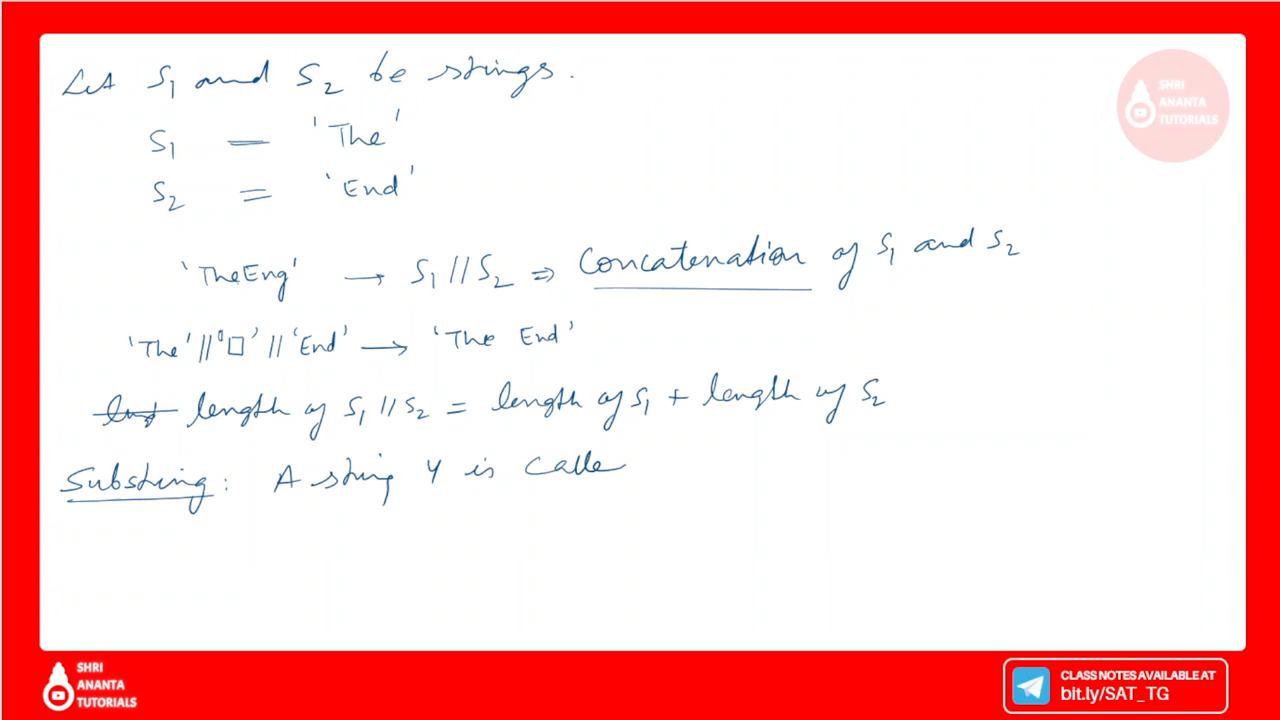 Let S1 and S2 be stings.
SHRI
ANANTA
TUTORIALS
S1 = 'The'
S2 = 'End'
'TheEng' → S1 // S2 ⇒ Concatenation of S1 and S2
'The' // '□' // 'End' → 'The End'
length of S1 // S2 = length of S1 + length of S2
Substring: A string Y is calle
SHRI
ANANTA
TUTORIALS
CLASS NOTES AVAILABLE AT
bit.ly/SAT_TG